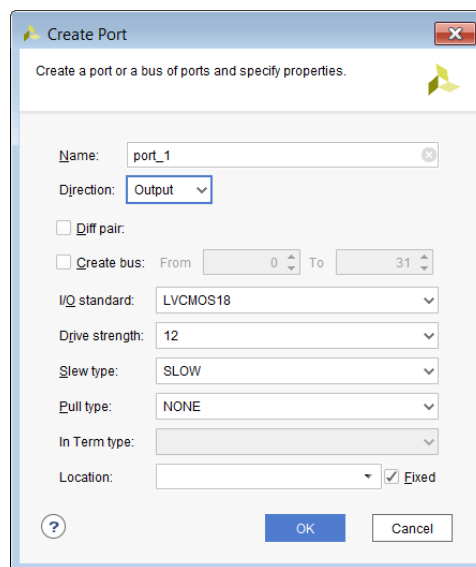 Create Port
Create a port or a bus of ports and specify properties.
Name: port_1
Direction: Output
Diff pair:
Create bus: From 0 To 31
I/O standard: LVCMOS18
Drive strength: 12
Slew type: SLOW
Pull type: NONE
In Term type:
Location: Fixed
? OK Cancel